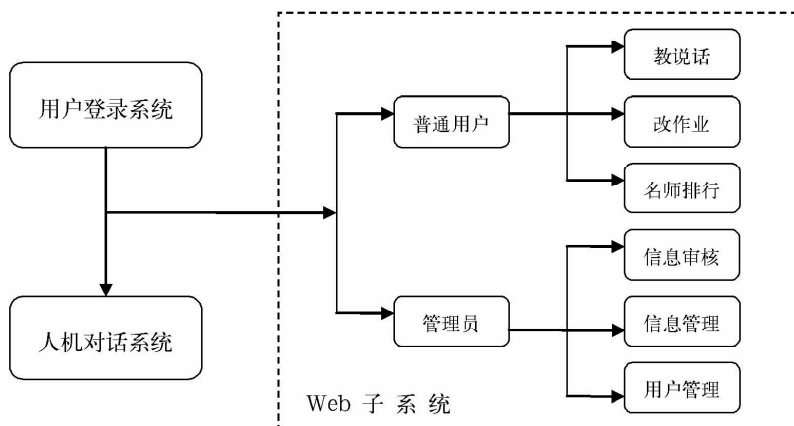 用户登录系统
人机对话系统
普通用户
管理员
教说话
改作业
名师排行
信息审核
信息管理
用户管理
Web 子 系 统